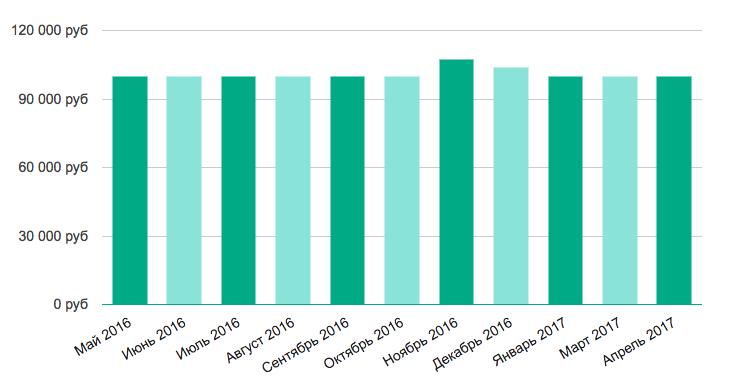 120 000 руб
90 000 руб
60 000 руб
30 000 руб
0 руб
Май 2016
Июнь 2016
Июль 2016
Август 2016
Сентябрь 2016
Октябрь 2016
Ноябрь 2016
Декабрь 2016
Январь 2017
Март 2017
Апрель 2017